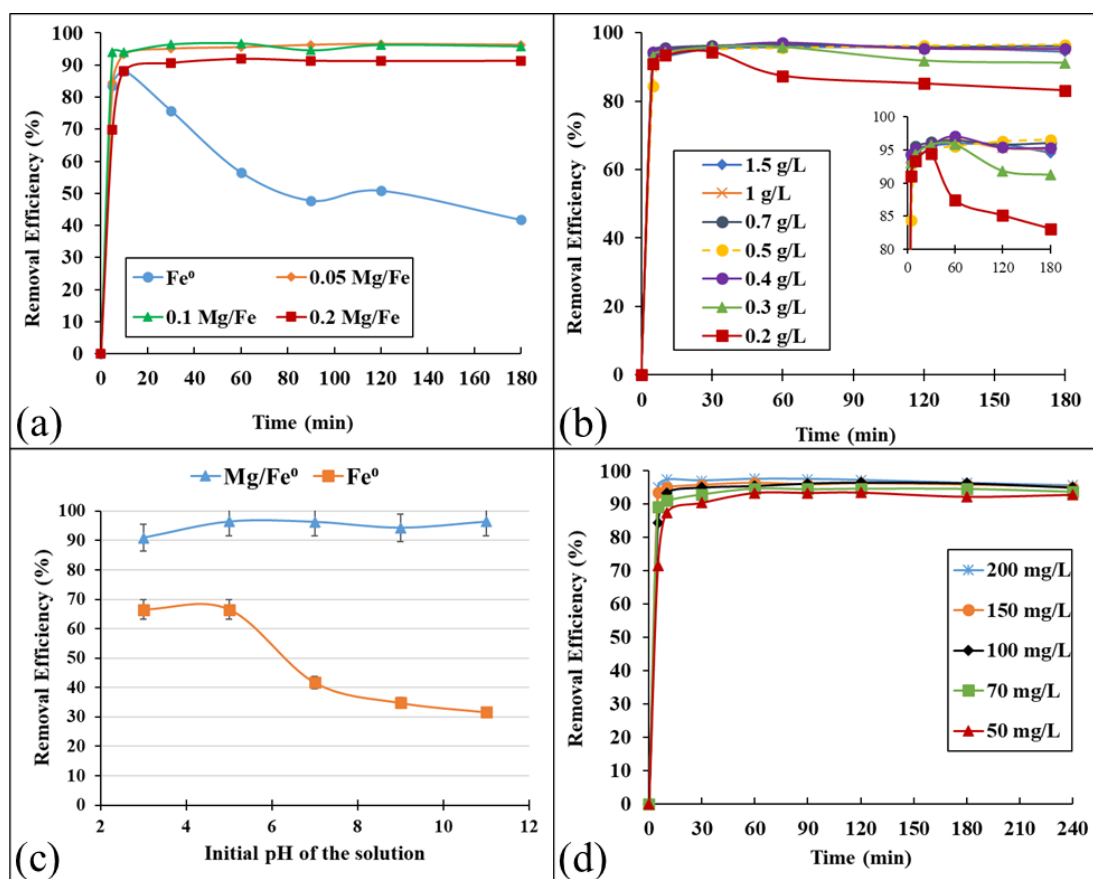 100
90
80
70
60
50
40
30
20
10
0
Removal Efficiency (%)
Fe⁰
0.05 Mg/Fe
0.1 Mg/Fe
0.2 Mg/Fe
0 20 40 60 80 100 120 140 160 180
Time (min)
(a)
100
80
60
40
20
0
Removal Efficiency (%)
1.5 g/L
1 g/L
0.7 g/L
0.5 g/L
0.4 g/L
0.3 g/L
0.2 g/L
100
95
90
85
80
0 60 120 180
0 30 60 90 120 150 180
Time (min)
(b)
Mg/Fe⁰
Fe⁰
100
90
80
70
60
50
40
30
20
10
0
Removal Efficiency (%)
2 4 6 8 10 12
Initial pH of the solution
(c)
100
90
80
70
60
50
40
30
20
10
0
Removal Efficiency (%)
200 mg/L
150 mg/L
100 mg/L
70 mg/L
50 mg/L
0 30 60 90 120 150 180 210 240
Time (min)
(d)